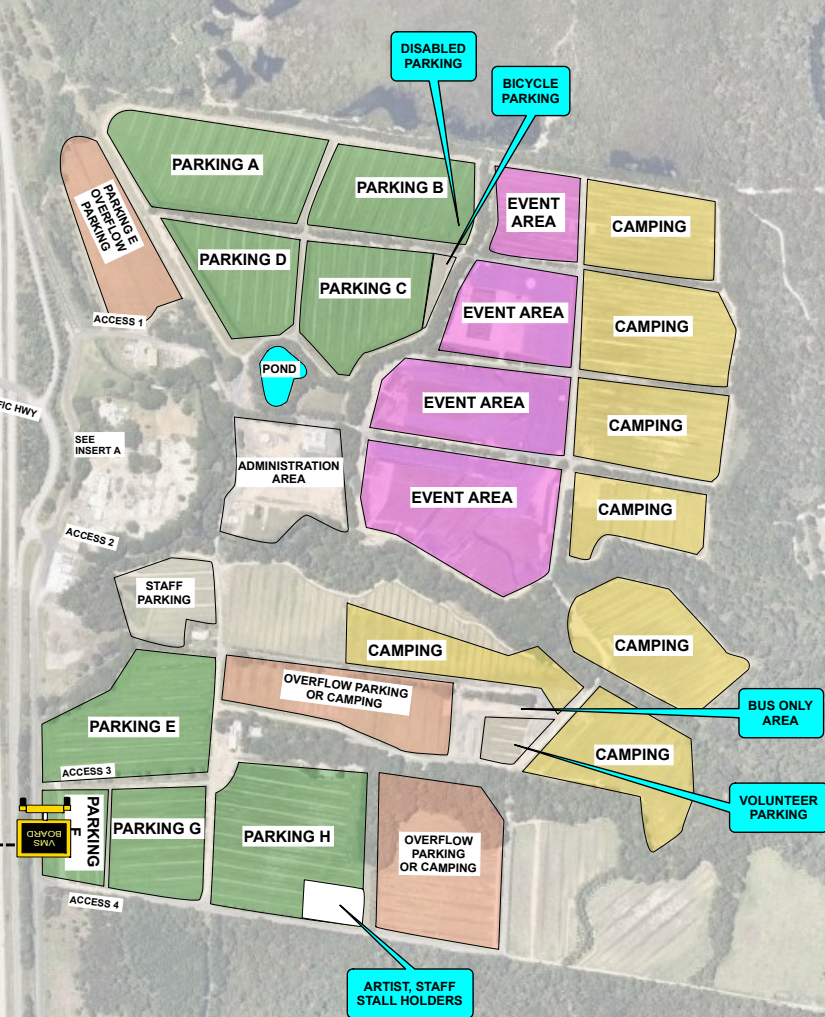 DISABLED
PARKING
BICYCLE
PARKING
PARKING A
PARKING B
PARKING E
OVERFLOW
PARKING
EVENT
AREA
CAMPING
PARKING D
PARKING C
EVENT AREA
CAMPING
ACCESS 1
POND
EVENT AREA
FIC HWY
CAMPING
SEE
INSERT A
ADMINISTRATION
AREA
EVENT AREA
CAMPING
ACCESS 2
STAFF
PARKING
CAMPING
CAMPING
OVERFLOW PARKING
OR CAMPING
BUS ONLY
AREA
PARKING E
CAMPING
ACCESS 3
VOLUNTEER
PARKING
VMS
BOARD
PARKING
PARKING G
PARKING H
OVERFLOW
PARKING
OR CAMPING
ACCESS 4
ARTIST, STAFF
STALL HOLDERS